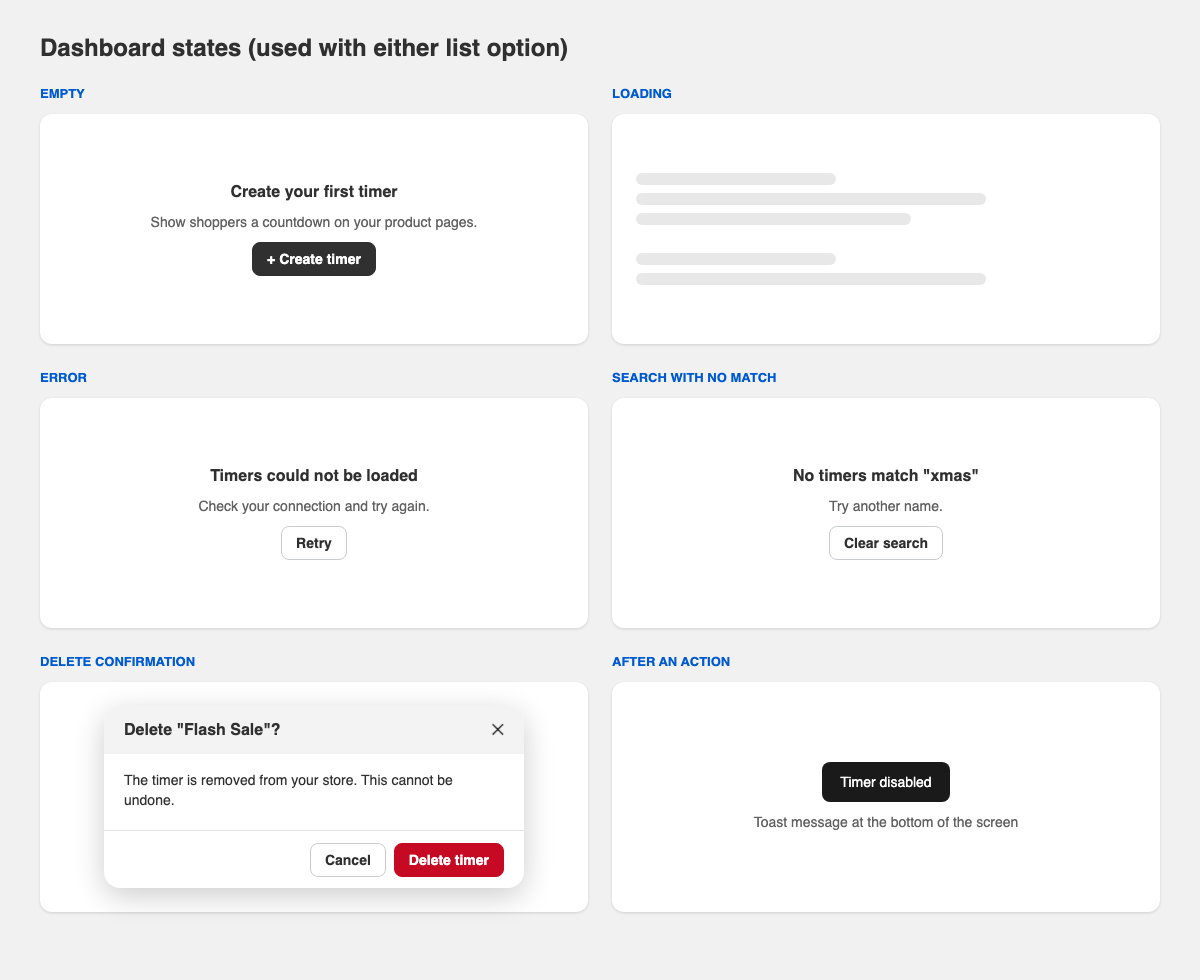 Dashboard states (used with either list option)
EMPTY
Create your first timer
Show shoppers a countdown on your product pages.
+ Create timer
LOADING
ERROR
Timers could not be loaded
Check your connection and try again.
Retry
SEARCH WITH NO MATCH
No timers match "xmas"
Try another name.
Clear search
DELETE CONFIRMATION
Delete "Flash Sale"?
The timer is removed from your store. This cannot be
undone.
Cancel
Delete timer
AFTER AN ACTION
Timer disabled
Toast message at the bottom of the screen